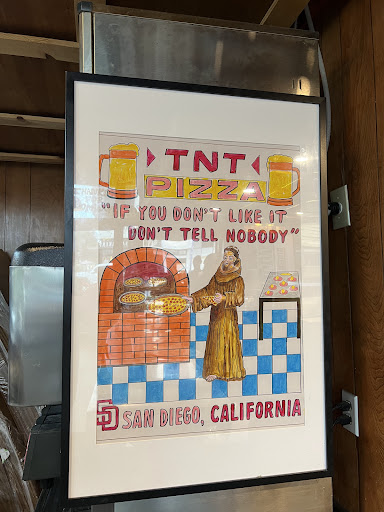 TNT
PIZZA
"IF YOU DON'T LIKE IT
DON'T TELL NOBODY"
SD SAN DIEGO, CALIFORNIA